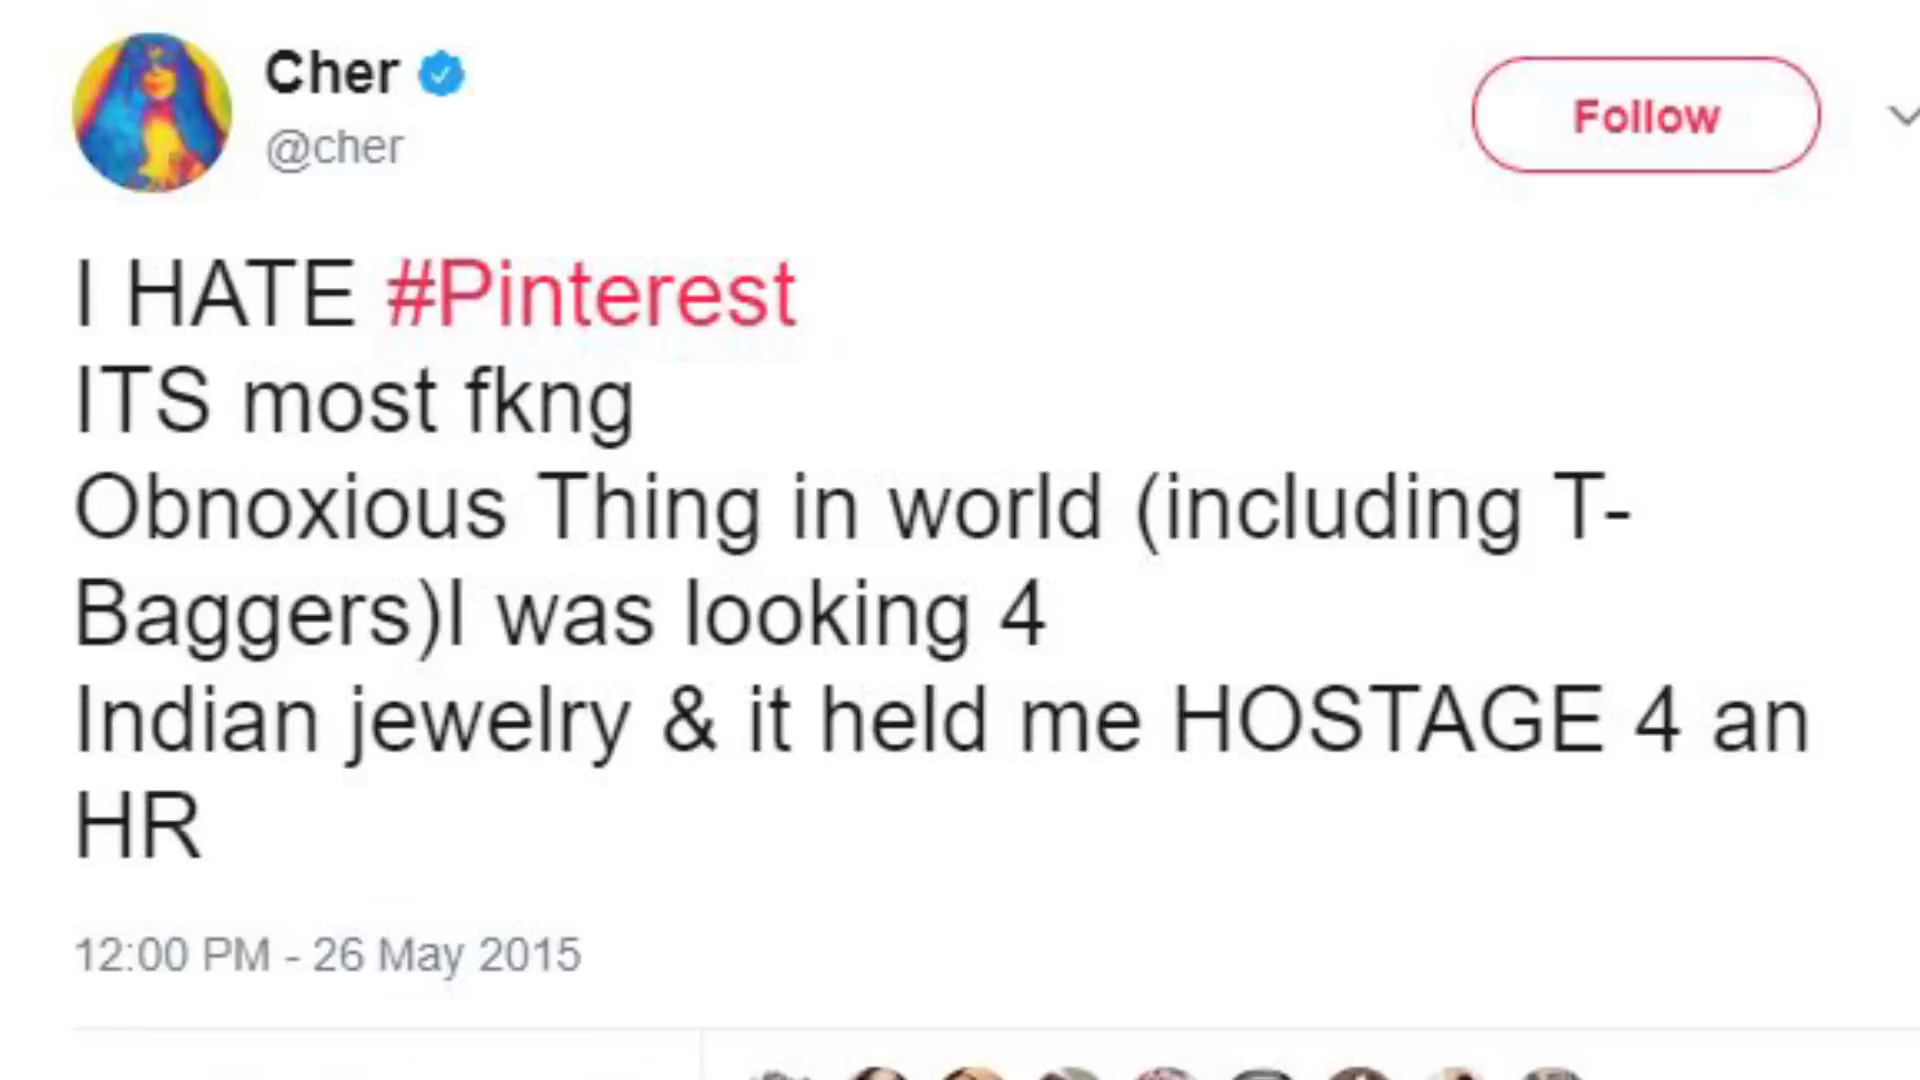 Cher
@cher
Follow
I HATE #Pinterest
ITS most fkng
Obnoxious Thing in world (including T-
Baggers)I was looking 4
Indian jewelry & it held me HOSTAGE 4 an
HR
12:00 PM - 26 May 2015